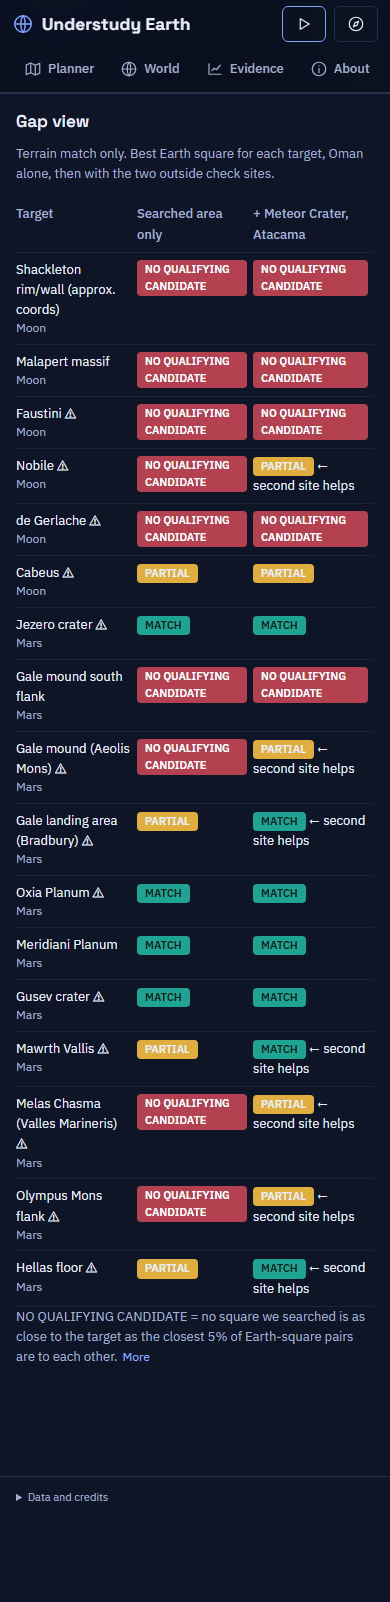 Understudy Earth
Planner World Evidence About
Gap view
Terrain match only. Best Earth square for each target, Oman
alone, then with the two outside check sites.
Target
Searched area
only
+ Meteor Crater,
Atacama
Shackleton
rim/wall (approx.
coords)
Moon
NO QUALIFYING
CANDIDATE
NO QUALIFYING
CANDIDATE
Malapert massif
Moon
NO QUALIFYING
CANDIDATE
NO QUALIFYING
CANDIDATE
Faustini ⚠
Moon
NO QUALIFYING
CANDIDATE
NO QUALIFYING
CANDIDATE
Nobile ⚠
Moon
NO QUALIFYING
CANDIDATE
PARTIAL ←
second site helps
de Gerlache ⚠
Moon
NO QUALIFYING
CANDIDATE
NO QUALIFYING
CANDIDATE
Cabeus ⚠
Moon
PARTIAL
PARTIAL
Jezero crater ⚠
Mars
MATCH
MATCH
Gale mound south
flank
Mars
NO QUALIFYING
CANDIDATE
NO QUALIFYING
CANDIDATE
Gale mound (Aeolis
Mons) ⚠
Mars
NO QUALIFYING
CANDIDATE
PARTIAL ←
second site helps
Gale landing area
(Bradbury) ⚠
Mars
PARTIAL
MATCH ← second
site helps
Oxia Planum ⚠
Mars
MATCH
MATCH
Meridiani Planum
Mars
MATCH
MATCH
Gusev crater ⚠
Mars
MATCH
MATCH
Mawrth Vallis ⚠
Mars
PARTIAL
MATCH ← second
site helps
Melas Chasma
(Valles Marineris)
⚠
Mars
NO QUALIFYING
CANDIDATE
PARTIAL ←
second site helps
Olympus Mons
flank ⚠
Mars
NO QUALIFYING
CANDIDATE
PARTIAL ←
second site helps
Hellas floor ⚠
Mars
PARTIAL
MATCH ← second
site helps
NO QUALIFYING CANDIDATE = no square we searched is as
close to the target as the closest 5% of Earth-square pairs
are to each other. More
▶ Data and credits